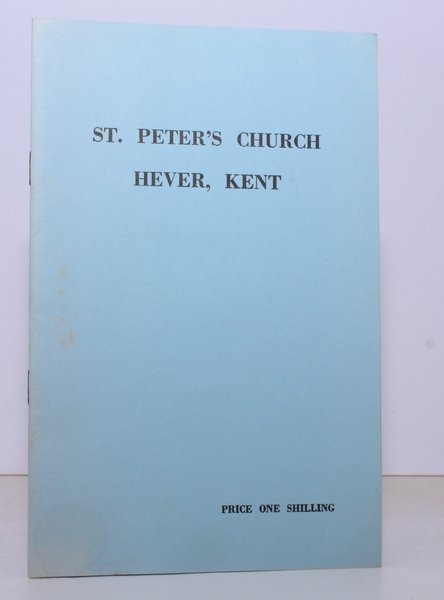 ST. PETER'S CHURCH
HEVER, KENT
PRICE ONE SHILLING